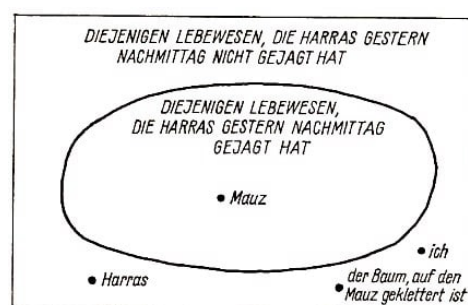 DIEJENIGEN LEBEWESEN, DIE HARRAS GESTERN
NACHMITTAG NICHT GEJAGT HAT
DIEJENIGEN LEBEWESEN,
DIE HARRAS GESTERN NACHMITTAG
GEJAGT HAT
Mauz
ich
Harras
der Baum, auf den
Mauz geklettert ist